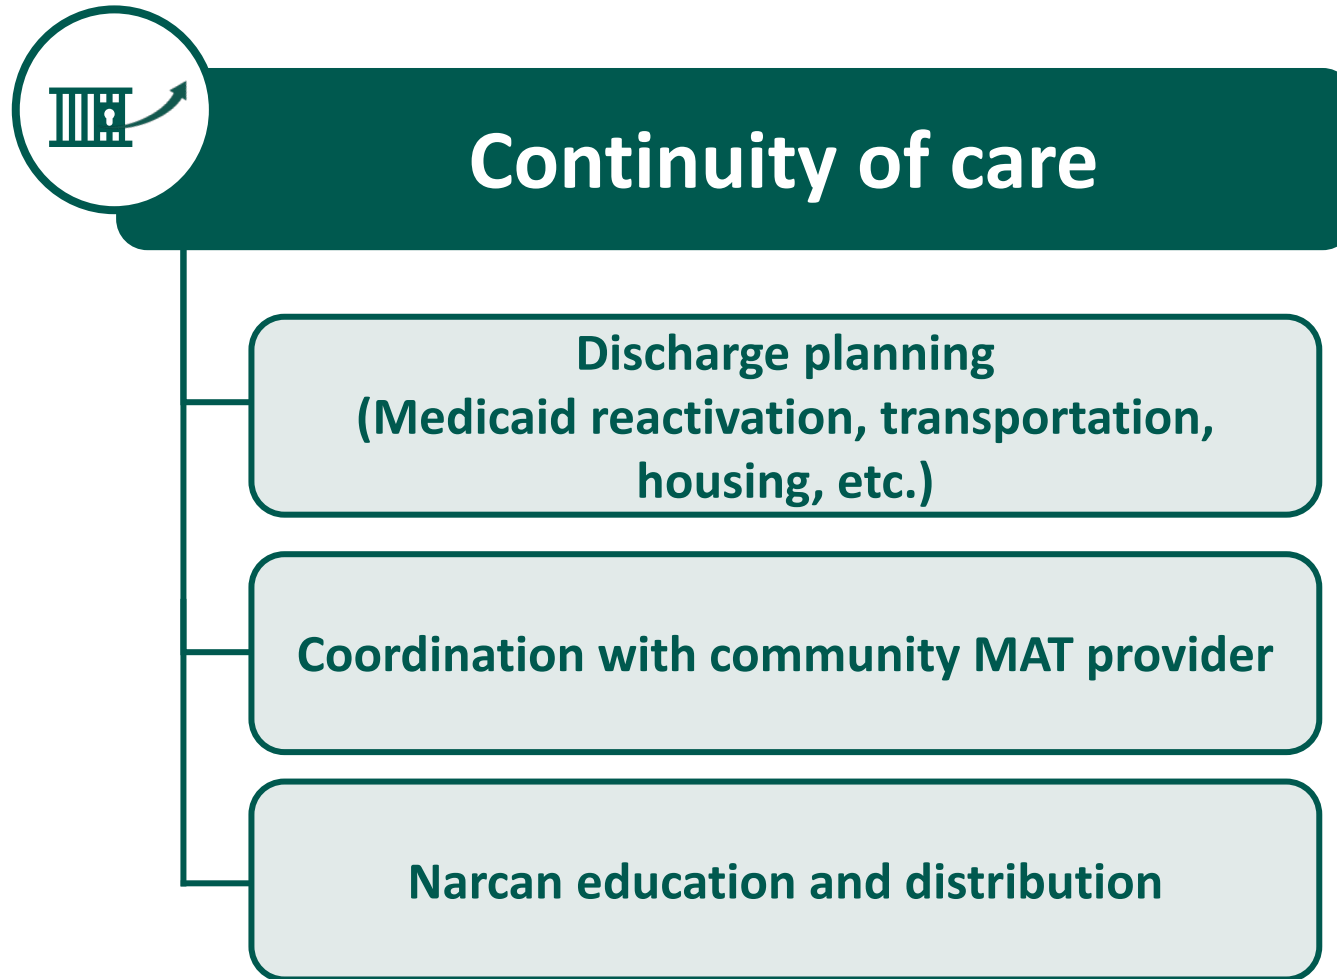 Continuity of care
Discharge planning
(Medicaid reactivation, transportation,
housing, etc.)
Coordination with community MAT provider
Narcan education and distribution